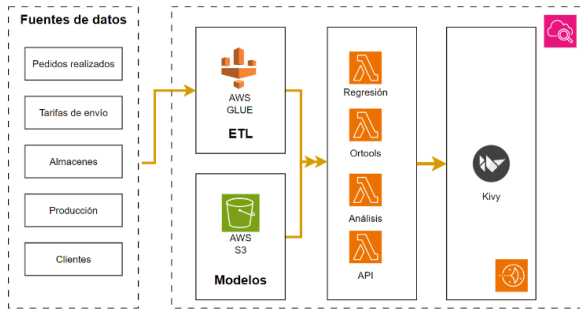 Fuentes de datos
Pedidos realizados
Tarifas de envío
Almacenes
Producción
Clientes
AWS
GLUE
ETL
AWS
S3
Modelos
Regresión
Ortools
Análisis
API
Kivy